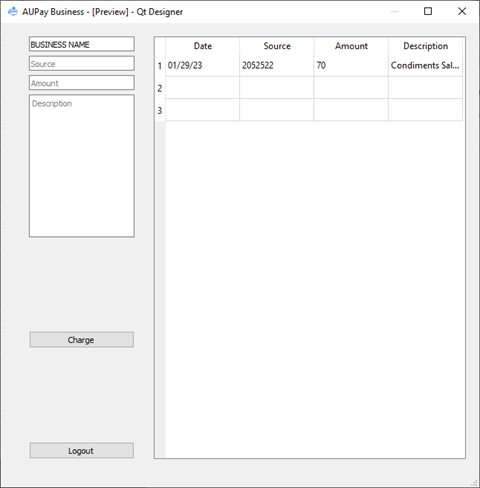 AUPay Business - [Preview] - Qt Designer
BUSINESS NAME
Source
Amount
Description
Charge
Logout
Date Source Amount Description
1 01/29/23 2052522 70 Condiments Sal...
2
3